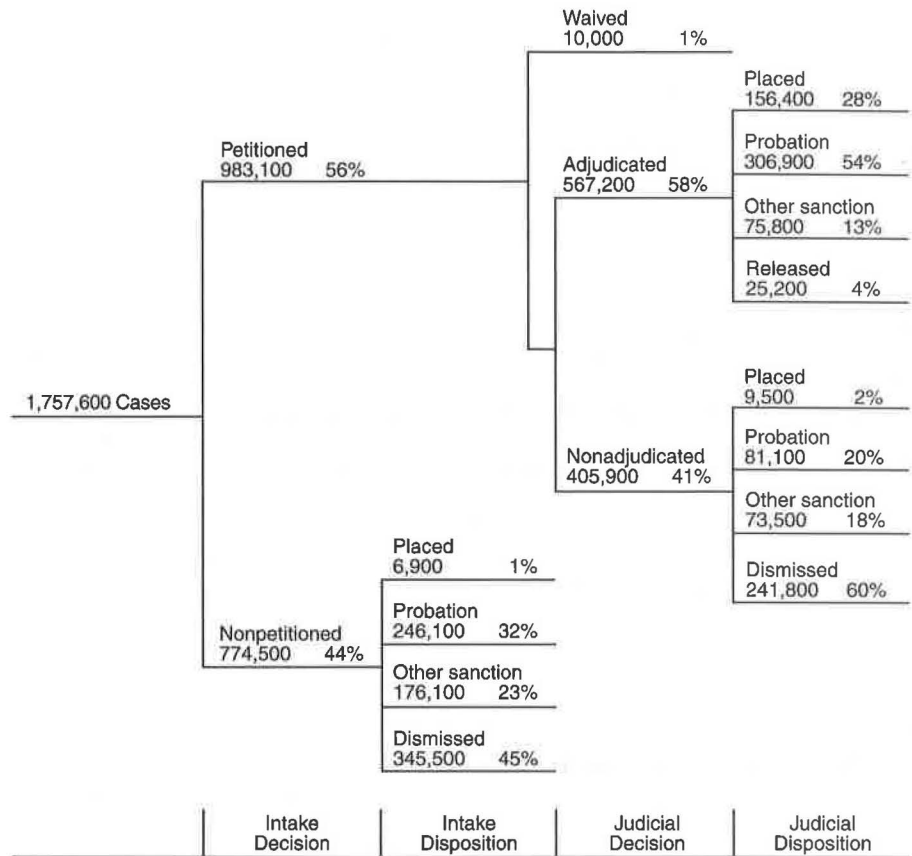 Waived
10,000 1%
Placed
156,400 28%
Petitioned
983,100 56%
Adjudicated
567,200 58%
Probation
306,900 54%
Other sanction
75,800 13%
Released
25,200 4%
1,757,600 Cases
Placed
9,500 2%
Nonadjudicated
405,900 41%
Probation
81,100 20%
Other sanction
73,500 18%
Dismissed
241,800 60%
Placed
6,900 1%
Nonpetitioned
774,500 44%
Probation
246,100 32%
Other sanction
176,100 23%
Dismissed
345,500 45%
Intake
Decision
Intake
Disposition
Judicial
Decision
Judicial
Disposition